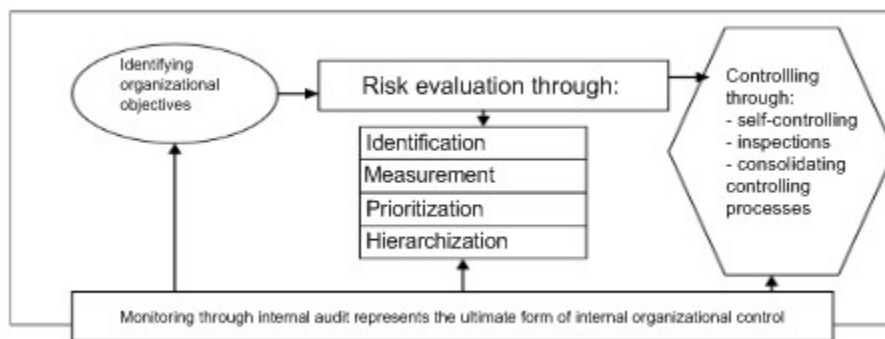 Identifying
organizational
objectives
Risk evaluation through:
Identification
Measurement
Prioritization
Hierarchization
Controllling
through:
- self-controlling
- inspections
- consolidating
controlling
processes
Monitoring through internal audit represents the ultimate form of internal organizational control